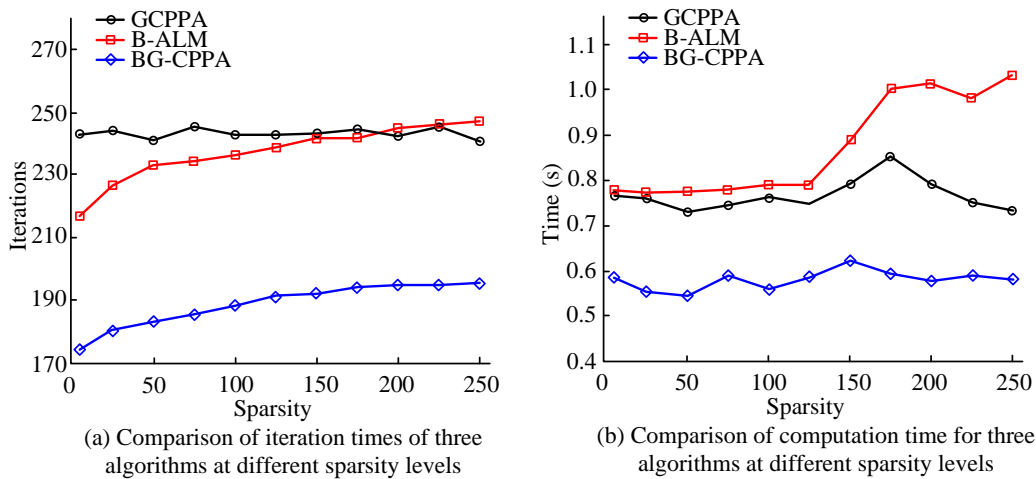 GCPPA
B-ALM
BG-CPPA
270
250
230
210
190
170
Iterations
0 50 100 150 200 250
Sparsity
(a) Comparison of iteration times of three
algorithms at different sparsity levels
GCPPA
B-ALM
BG-CPPA
1.1
1.0
0.9
0.8
0.7
0.6
0.5
0.4
Time (s)
0 50 100 150 200 250
Sparsity
(b) Comparison of computation time for three
algorithms at different sparsity levels